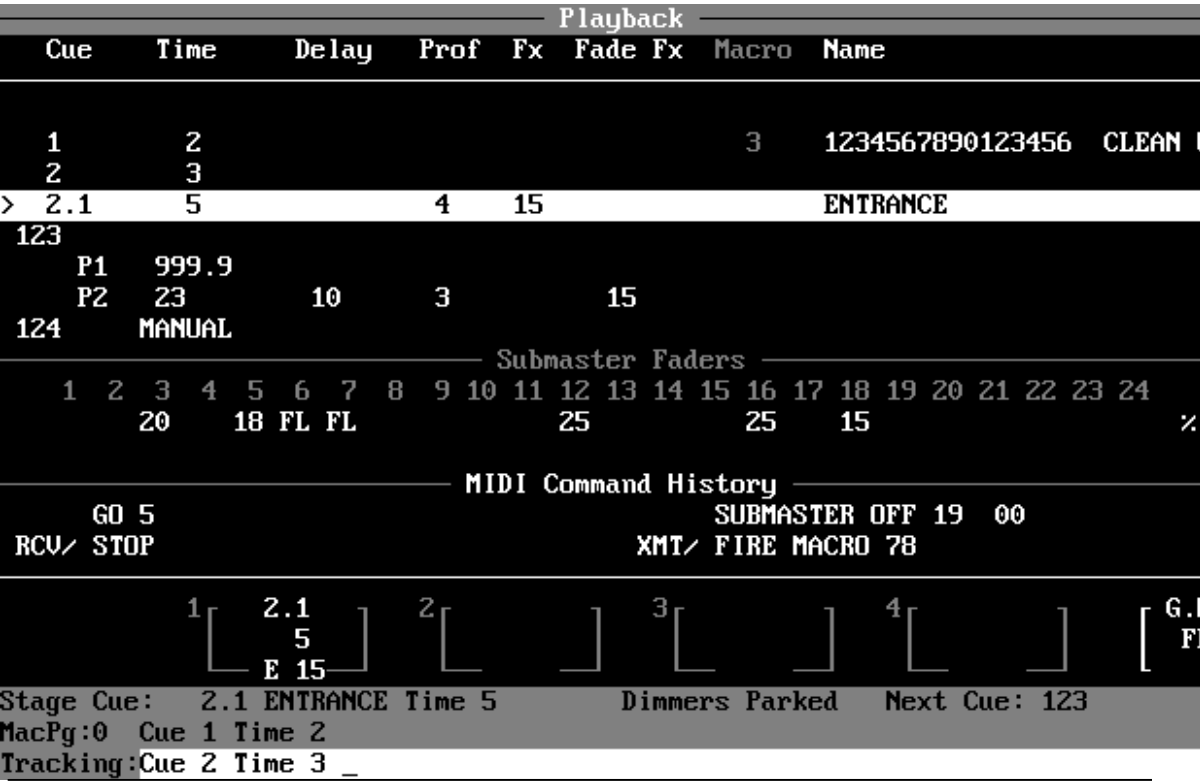 Playback
Cue Time Delay Prof Fx Fade Fx Macro Name
1 2 3 1234567890123456 CLEAN
2 3
> 2.1 5 4 15 ENTRANCE
123
P1 999.9
P2 23 10 3 15
124 MANUAL
Submaster Faders
1 2 3 4 5 6 7 8 9 10 11 12 13 14 15 16 17 18 19 20 21 22 23 24
20 18 FL FL 25 25 15 %
MIDI Command History
GO 5 SUBMASTER OFF 19 00
RCV/ STOP XMT/ FIRE MACRO 78
1 2.1 2 3 4 G.
5
E 15
Stage Cue: 2.1 ENTRANCE Time 5 Dimmers Parked Next Cue: 123
MacPg:0 Cue 1 Time 2
Tracking:Cue 2 Time 3 _